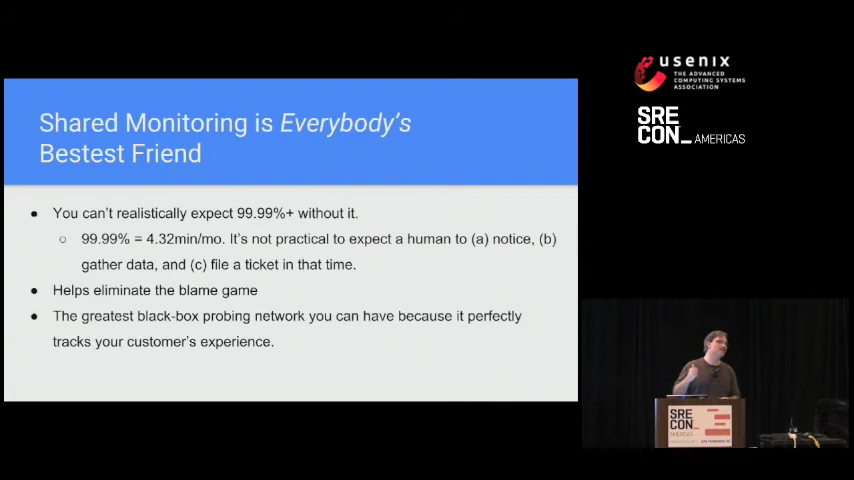 Shared Monitoring is Everybody's
Bestest Friend
● You can't realistically expect 99.99%+ without it.
○ 99.99% = 4.32min/mo. It's not practical to expect a human to (a) notice, (b)
gather data, and (c) file a ticket in that time.
● Helps eliminate the blame game
● The greatest black-box probing network you can have because it perfectly
tracks your customer's experience.
usenix
THE ADVANCED
COMPUTING SYSTEMS
ASSOCIATION
SRE
CON_ AMERICAS
SRE
CON_
AMERICAS